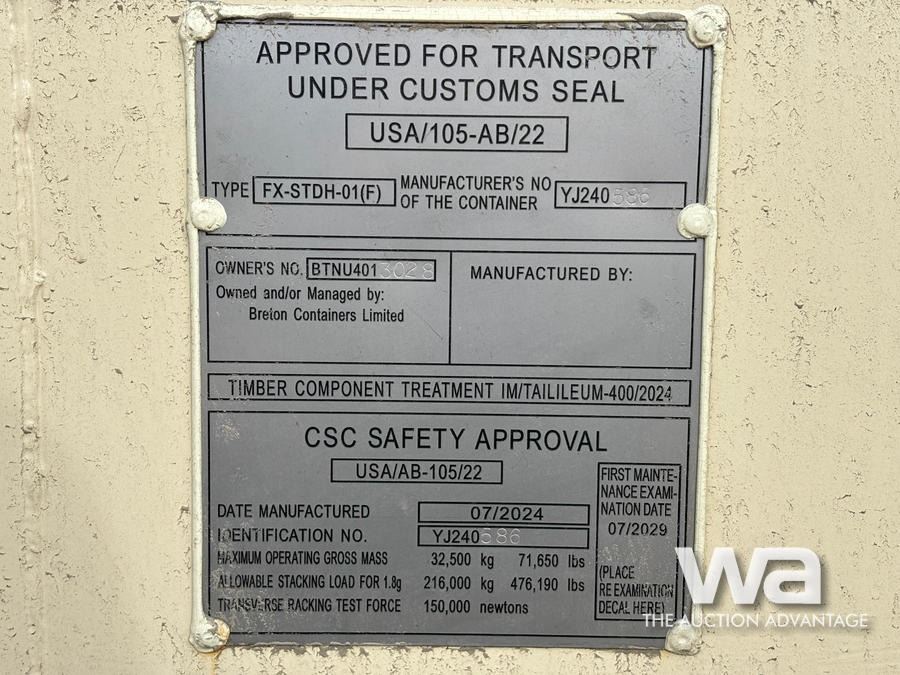 APPROVED FOR TRANSPORT
UNDER CUSTOMS SEAL
USA/105-AB/22
TYPE FX-STDH-01(F) MANUFACTURER'S NO OF THE CONTAINER YJ240586
OWNER'S NO. BTNU4013028
Owned and/or Managed by:
Breton Containers Limited
MANUFACTURED BY:
TIMBER COMPONENT TREATMENT IM/TAILILEUM-400/2024
CSC SAFETY APPROVAL
USA/AB-105/22
DATE MANUFACTURED 07/2024
IDENTIFICATION NO. YJ240586
MAXIMUM OPERATING GROSS MASS 32,500 kg 71,650 lbs
ALLOWABLE STACKING LOAD FOR 1.8g 216,000 kg 476,190 lbs
TRANSVERSE RACKING TEST FORCE 150,000 newtons
FIRST MAINTE-
NANCE EXAMI-
NATION DATE
07/2029
(PLACE
RE EXAMINATION
DECAL HERE)
wa
THE AUCTION ADVANTAGE